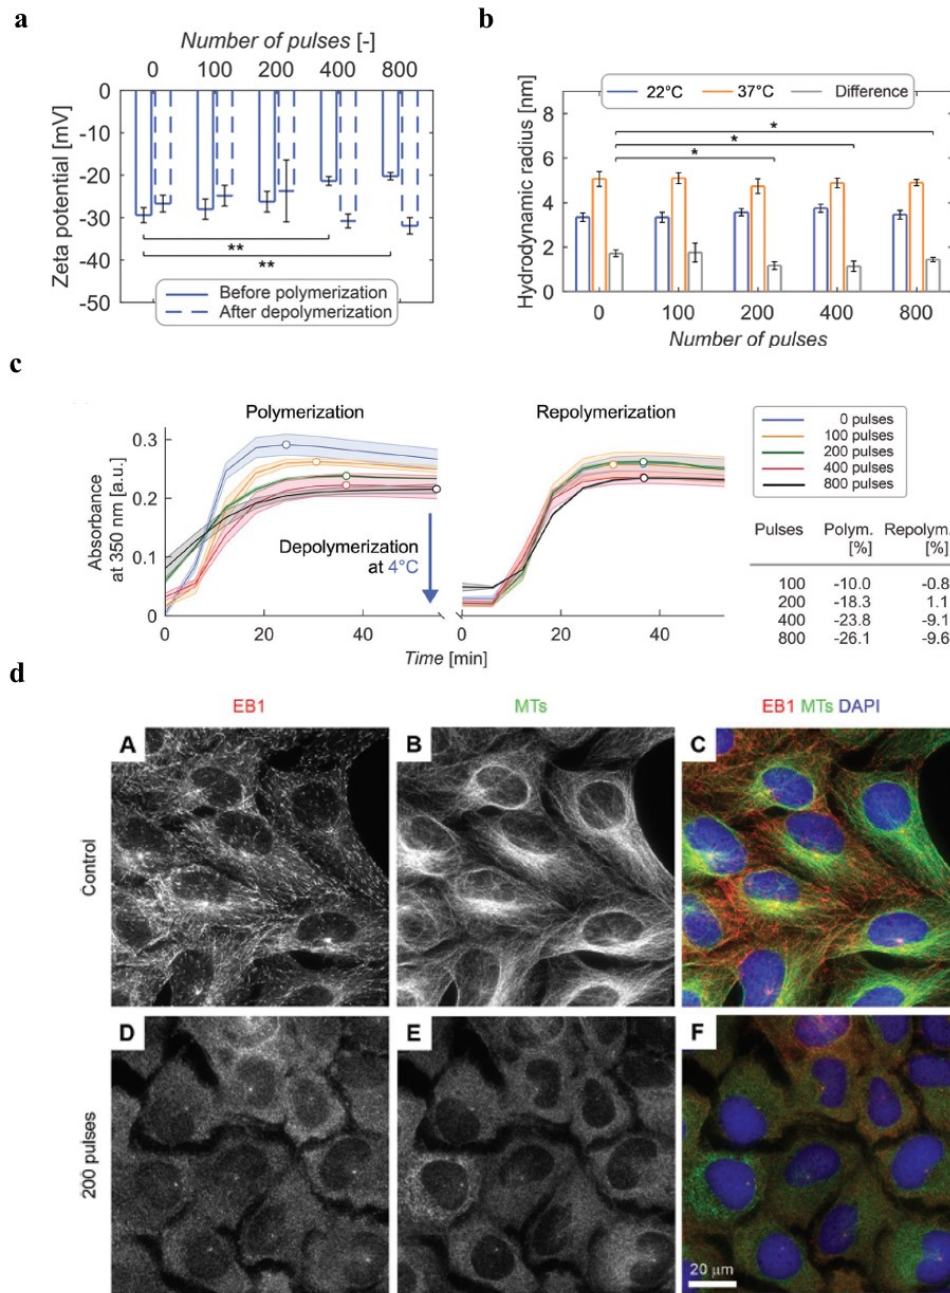 a
Number of pulses [-]
0 100 200 400 800
0
-10
-20
-30
-40
-50
Zeta potential [mV]
**
**
Before polymerization
After depolymerization
b
22°C 37°C Difference
8
6
4
2
0
Hydrodynamic radius [nm]
*
*
*
0 100 200 400 800
Number of pulses
c
Polymerization
Repolymerization
0.3
0.2
0.1
0
Absorbance
at 350 nm [a.u.]
Depolymerization
at 4°C
0 20 40 0 20 40
Time [min]
0 pulses
100 pulses
200 pulses
400 pulses
800 pulses
Pulses Polym. Repolym.
[%] [%]
100 -10.0 -0.8
200 -18.3 1.1
400 -23.8 -9.1
800 -26.1 -9.6
d
EB1 MTs EB1 MTs DAPI
Control
A B C
200 pulses
D E F
20 µm